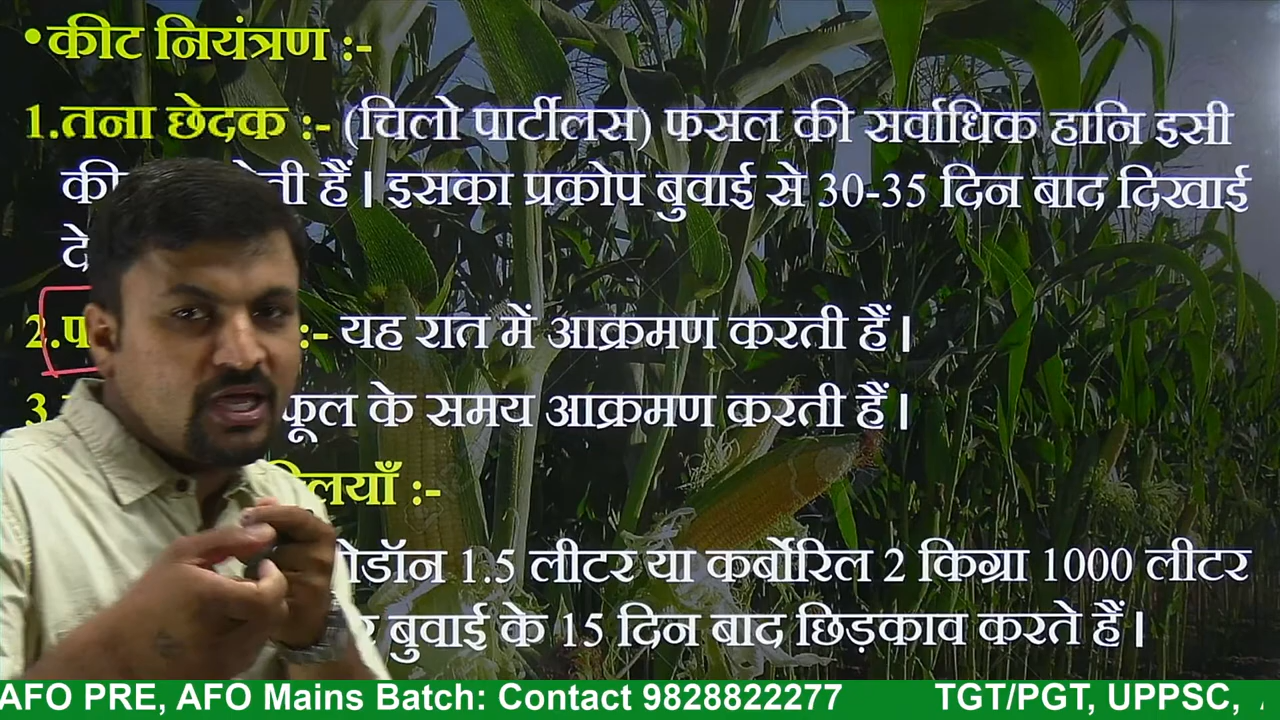 •कीट नियंत्रण :-
1.तना छेदक :- (चिलो पार्टीलस) फसल की सर्वाधिक हानि इसी
की हैं। इसका प्रकोप बुवाई से 30-35 दिन बाद दिखाई
2. :- यह रात में आक्रमण करती हैं।
3. फूल के समय आक्रमण करती हैं।
:-
1.5 लीटर या कर्बोरिल 2 किग्रा 1000 लीटर
बुवाई के 15 दिन बाद छिड़काव करते हैं।
AFO PRE, AFO Mains Batch: Contact 9828822277 TGT/PGT, UPPSC,